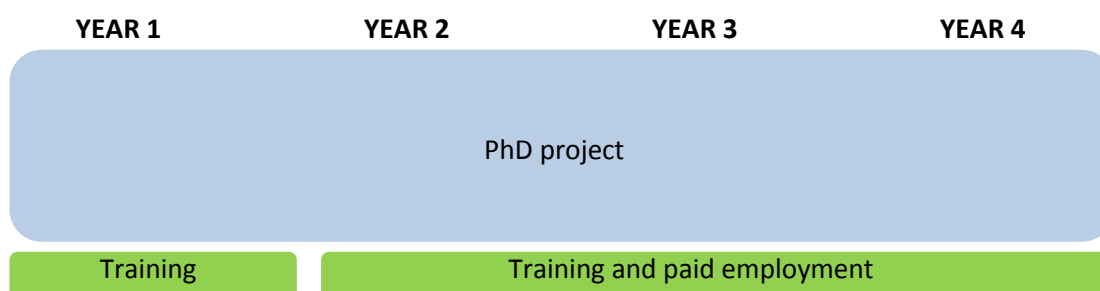 YEAR 1 YEAR 2 YEAR 3 YEAR 4
PhD project
Training Training and paid employment